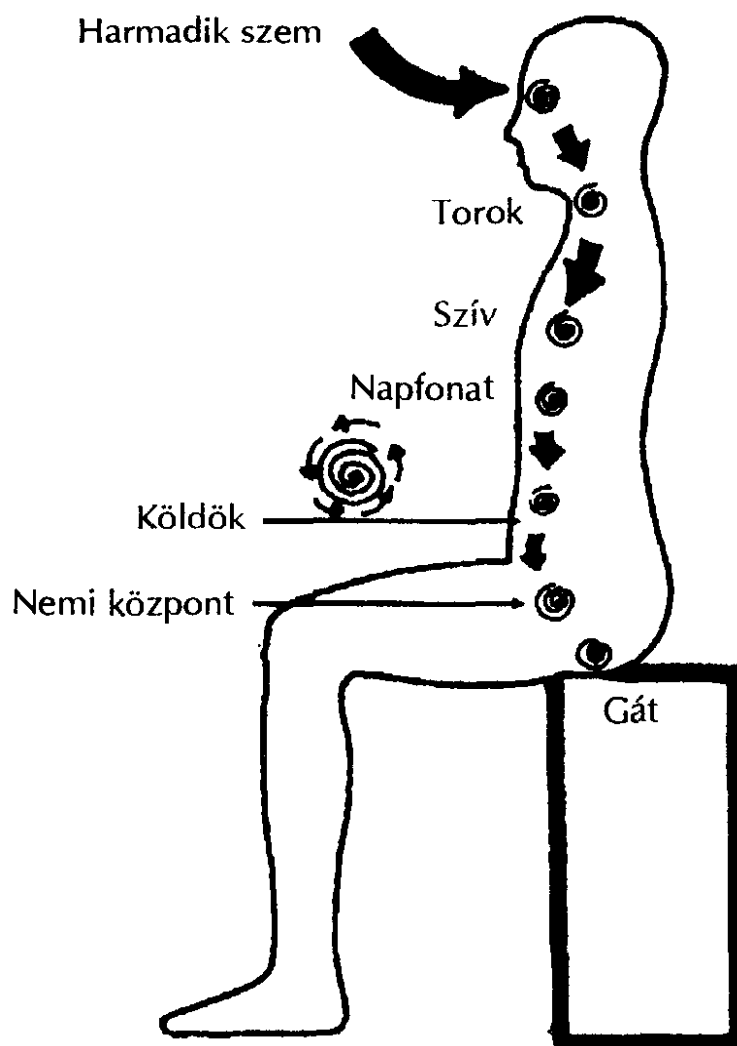 Harmadik szem
Torok
Szív
Napfonat
Köldök
Nemi központ
Gát